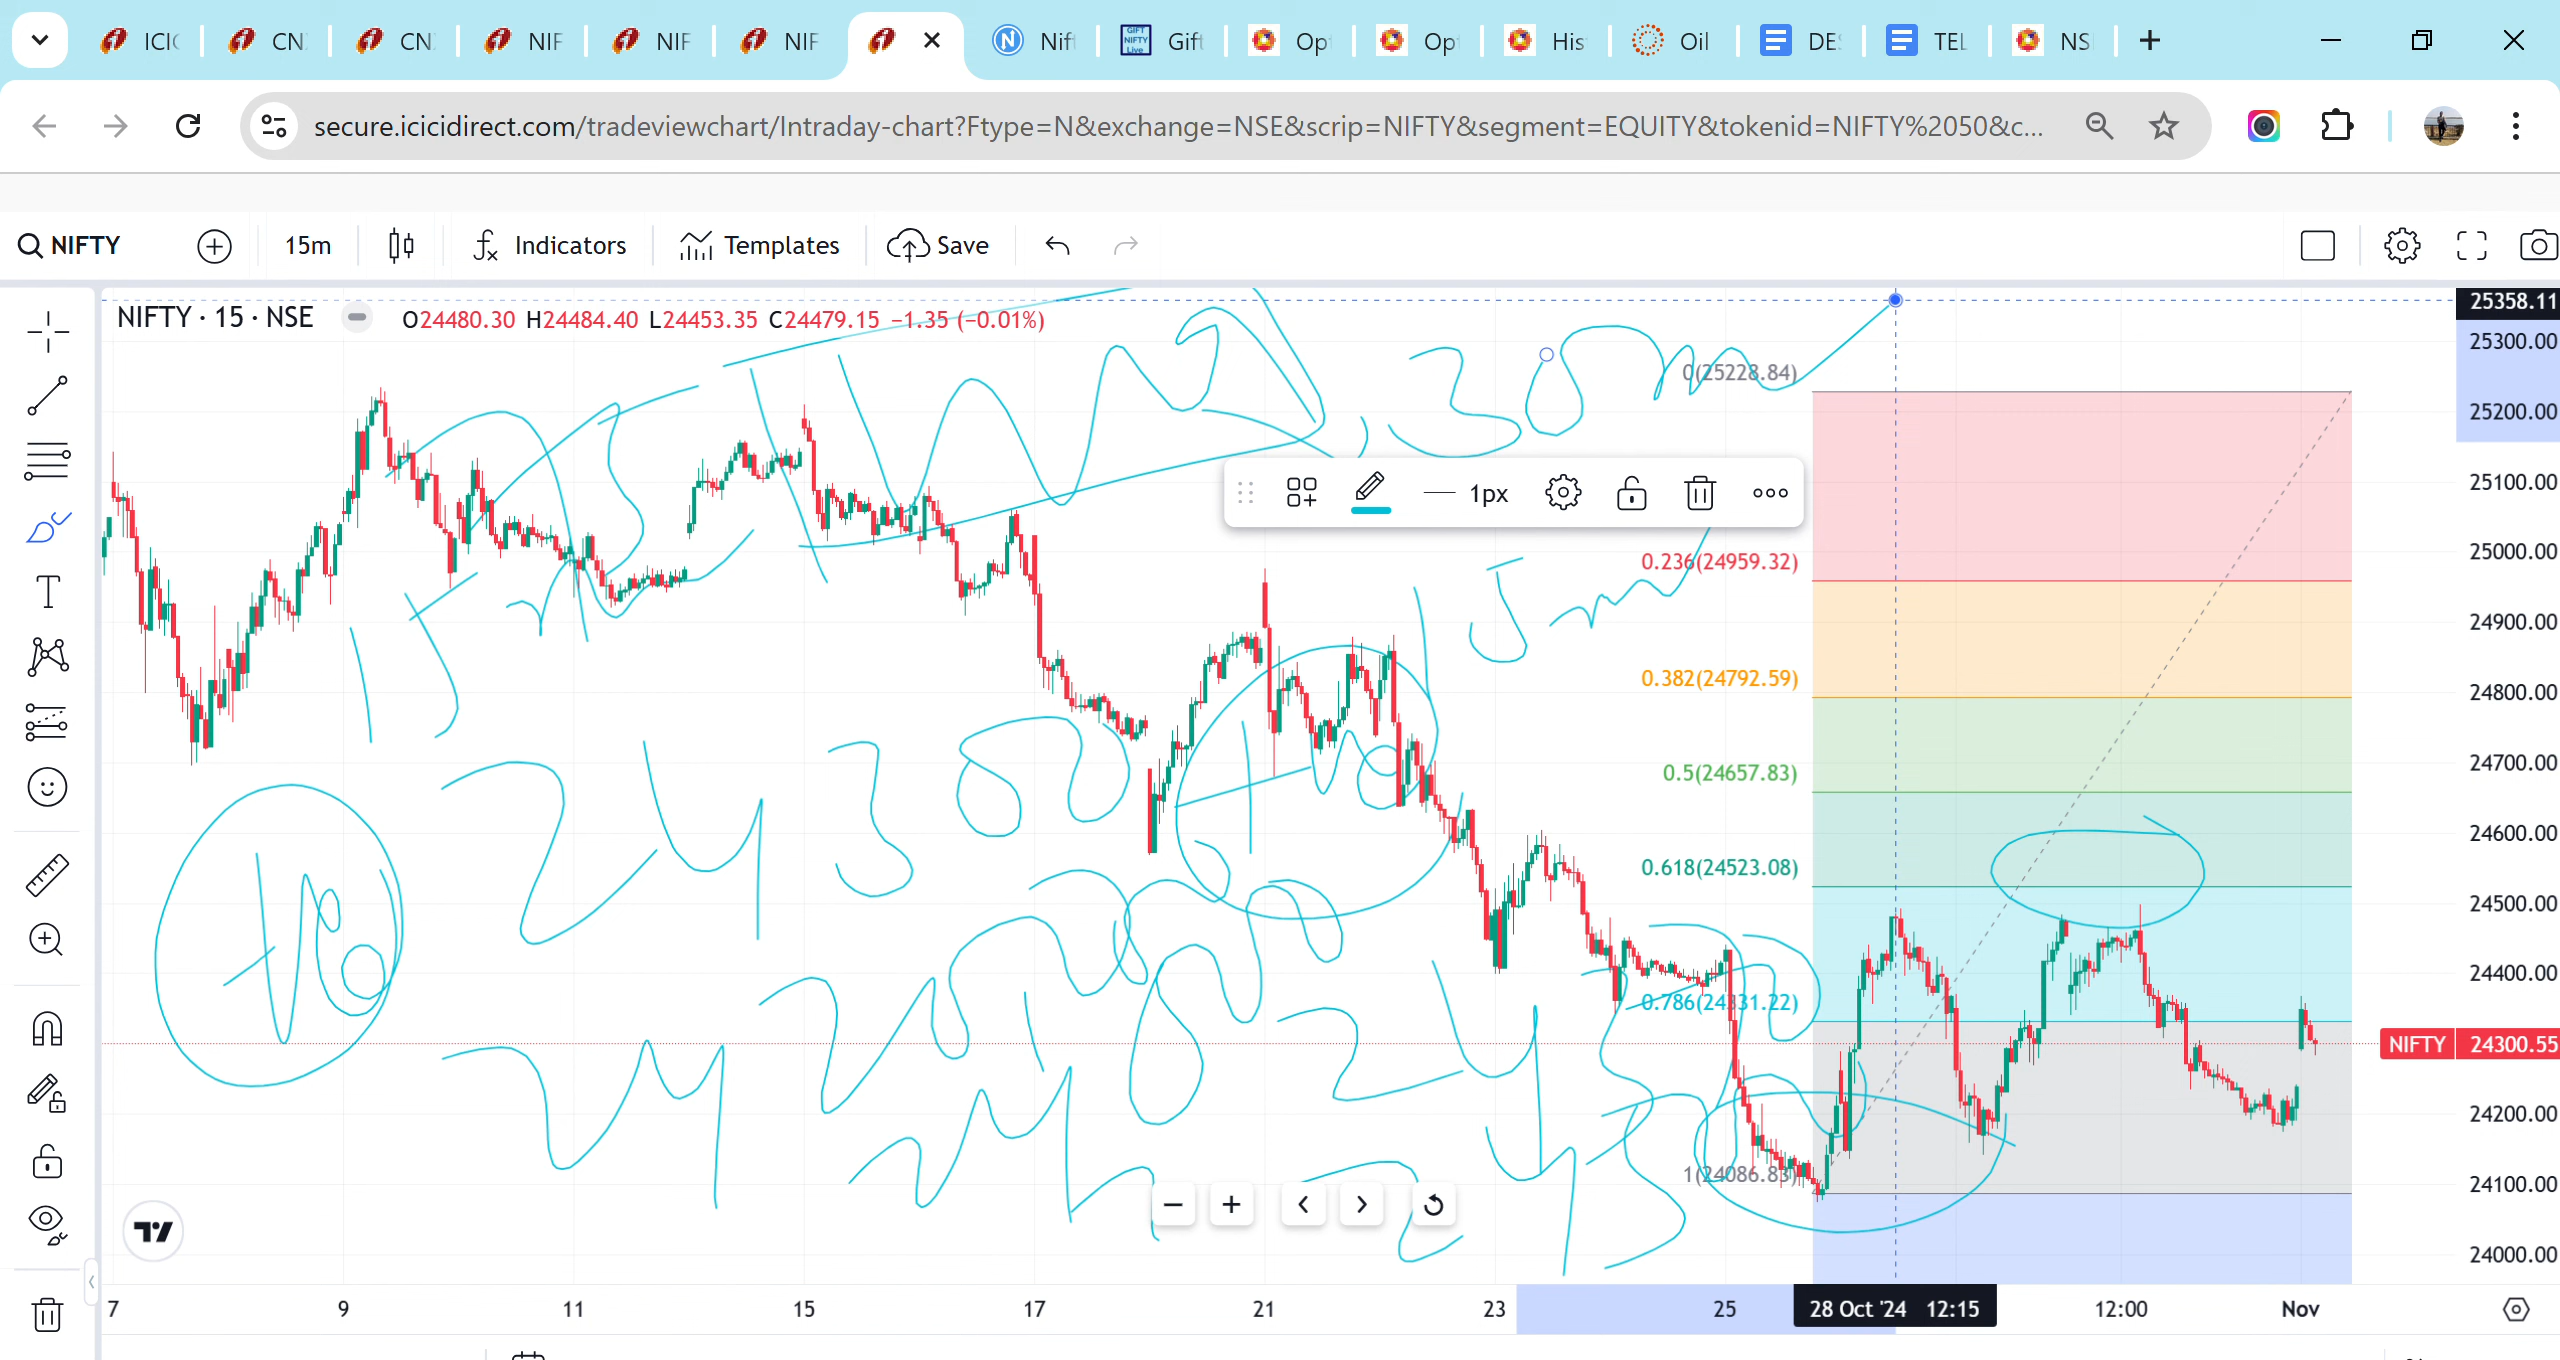 ICIC CN CN NIF NIF NIF Nif Gift Op Op His Oil DE TEL NS
secure.icicidirect.com/tradeviewchart/Intraday-chart?Ftype=N&exchange=NSE&scrip=NIFTY&segment=EQUITY&tokenid=NIFTY%2050&c...
NIFTY 15m Indicators Templates Save
NIFTY · 15 · NSE O24480.30 H24484.40 L24453.35 C24479.15 −1.35 (−0.01%)
25358.11
25300.00
0(25228.84)
25200.00
1px
25100.00
25000.00
0.236(24959.32)
24900.00
0.382(24792.59)
24800.00
24700.00
0.5(24657.83)
24600.00
0.618(24523.08)
24500.00
24400.00
0.786(24331.22)
NIFTY 24300.55
24200.00
1(24086.83)
24100.00
24000.00
7 9 11 15 17 21 23 25 28 Oct '24 12:15 12:00 Nov
15m
30m
24300